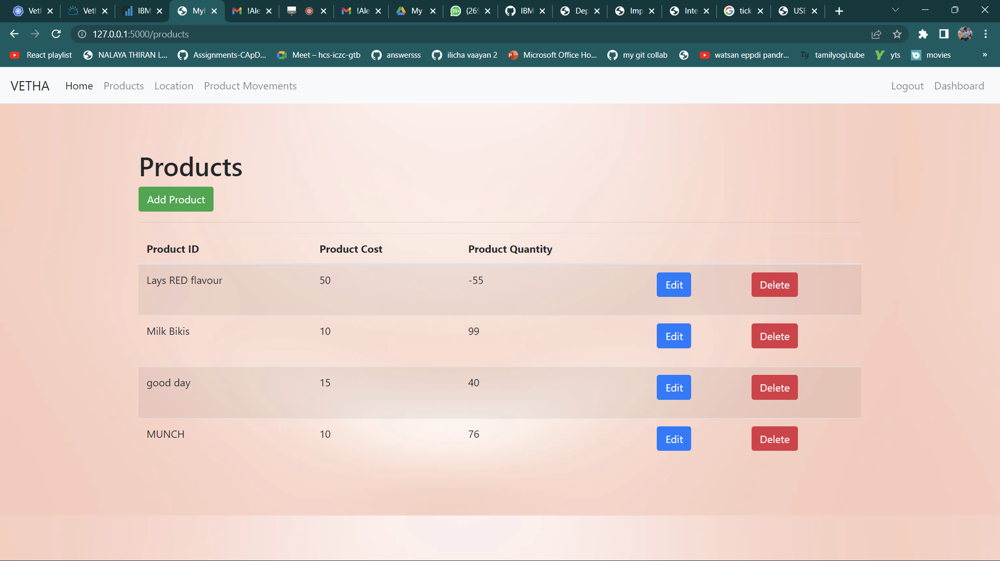 Vetl Vetl IBM MyF !Ale !Ale My (269 IBM Dep Imp Inte tick USE
127.0.0.1:5000/products
React playlist NALAYA THIRAN L... Assignments-CApD... Meet – hcs-iczc-gtb answersss ilicha vaayan 2 Microsoft Office Ho... my git collab watsan eppdi pandr... Ty tamilyogi.tube yts movies »
VETHA Home Products Location Product Movements Logout Dashboard
Products
Add Product
Product ID Product Cost Product Quantity
Lays RED flavour 50 -55 Edit Delete
Milk Bikis 10 99 Edit Delete
good day 15 40 Edit Delete
MUNCH 10 76 Edit Delete